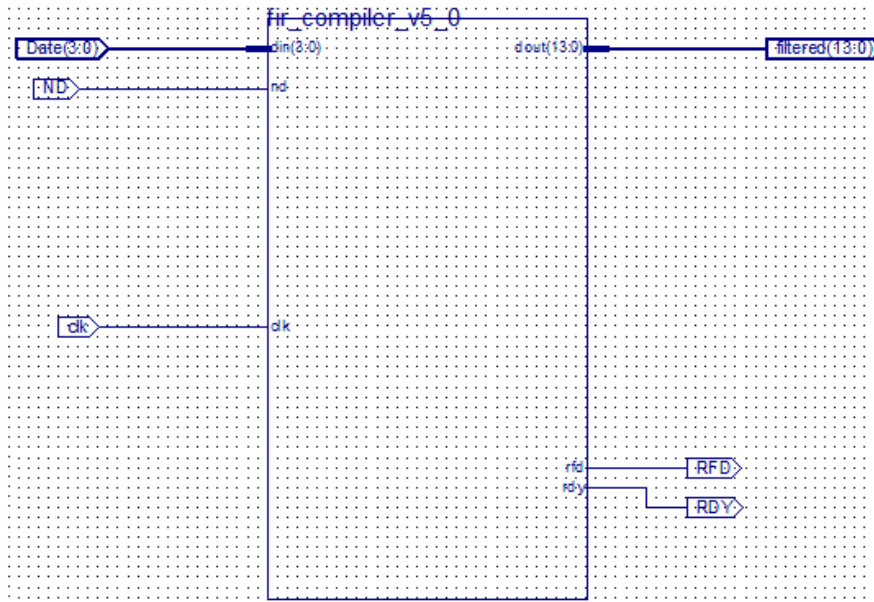 fir_compiler_v5_0
Date(3:0)
din(3:0)
dout(13:0)
filtered(13:0)
ND
nd
clk
clk
rfd
RFD
rdy
RDY